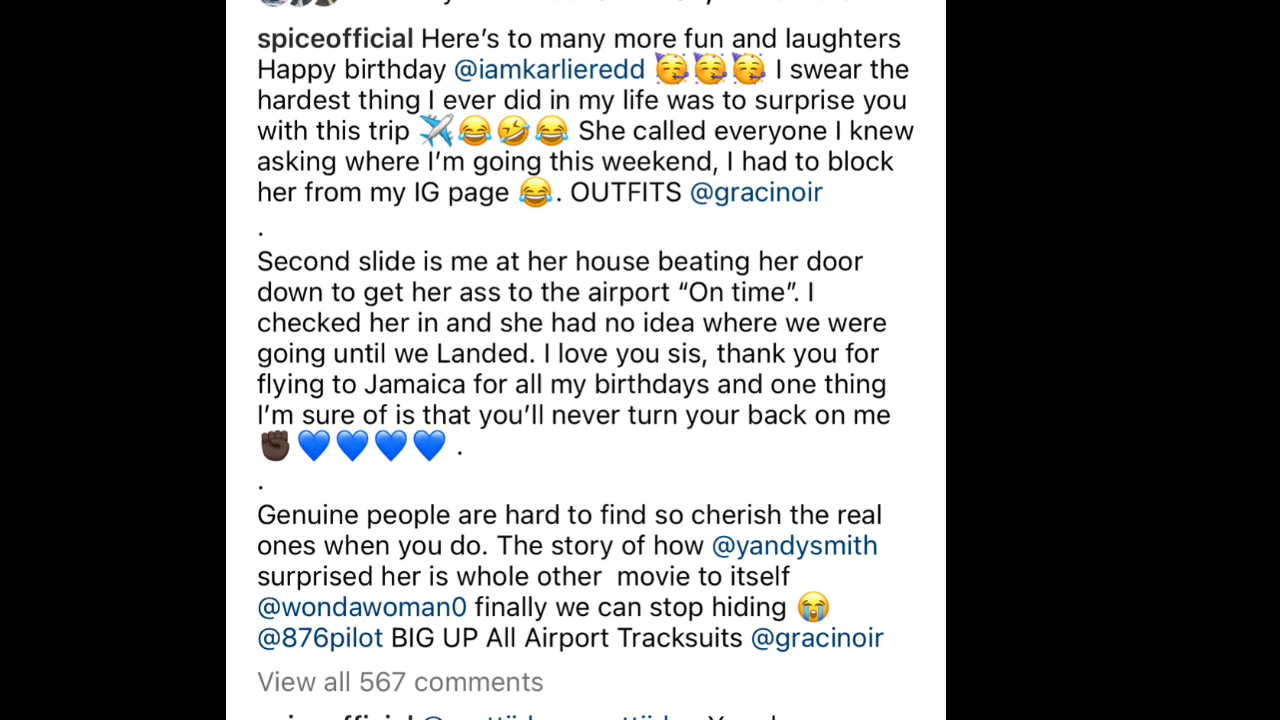 spiceofficial Here’s to many more fun and laughters
Happy birthday @iamkarlieredd 🥳🥳🥳 I swear the
hardest thing I ever did in my life was to surprise you
with this trip ✈️😂🤣😂 She called everyone I knew
asking where I’m going this weekend, I had to block
her from my IG page 😂. OUTFITS @gracinoir
.
Second slide is me at her house beating her door
down to get her ass to the airport “On time”. I
checked her in and she had no idea where we were
going until we Landed. I love you sis, thank you for
flying to Jamaica for all my birthdays and one thing
I’m sure of is that you’ll never turn your back on me
✊🏿💙💙💙💙 .
.
Genuine people are hard to find so cherish the real
ones when you do. The story of how @yandysmith
surprised her is whole other  movie to itself
@wondawoman0 finally we can stop hiding 😭
@876pilot BIG UP All Airport Tracksuits @gracinoir
View all 567 comments
spiceofficial